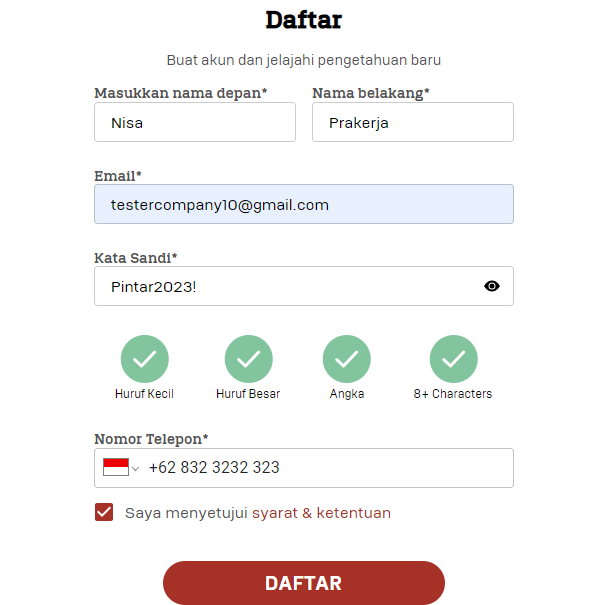 Daftar
Buat akun dan jelajahi pengetahuan baru
Masukkan nama depan* Nama belakang*
Nisa Prakerja
Email*
testercompany10@gmail.com
Kata Sandi*
Pintar2023!
Huruf Kecil Huruf Besar Angka 8+ Characters
Nomor Telepon*
+62 832 3232 323
Saya menyetujui syarat & ketentuan
DAFTAR